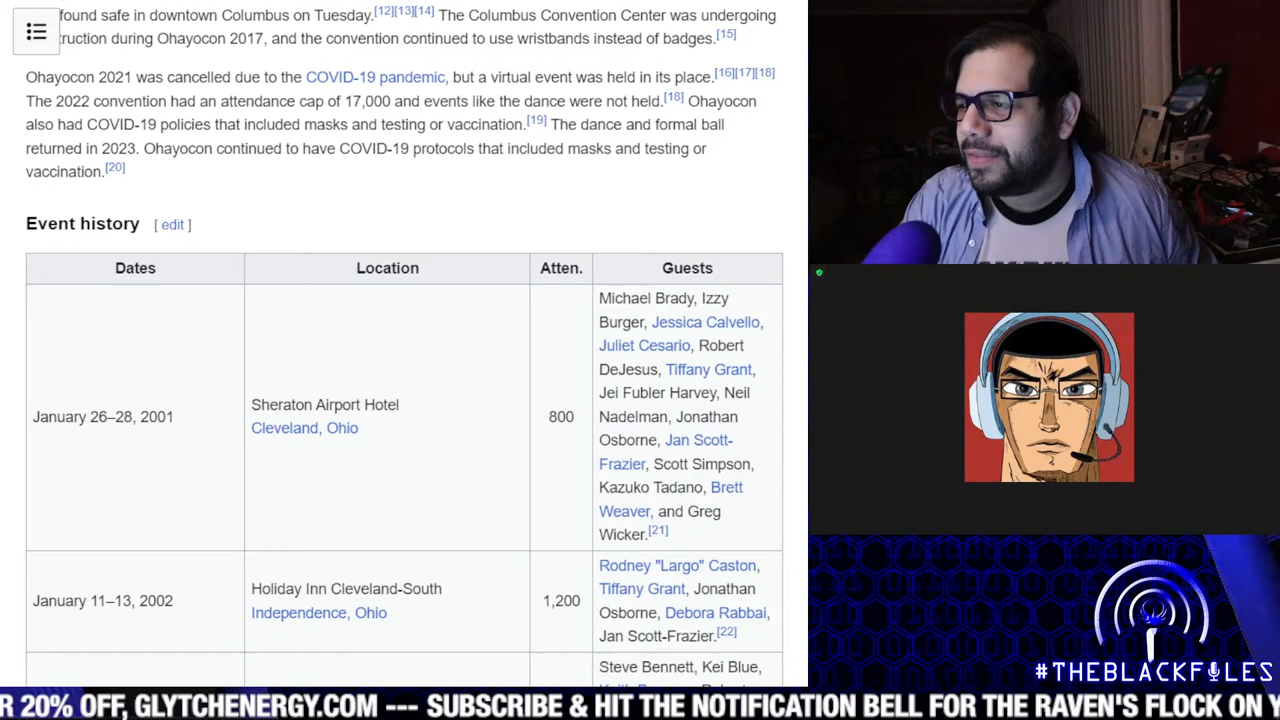 found safe in downtown Columbus on Tuesday.[12][13][14] The Columbus Convention Center was undergoing
truction during Ohayocon 2017, and the convention continued to use wristbands instead of badges.[15]
Ohayocon 2021 was cancelled due to the COVID-19 pandemic, but a virtual event was held in its place.[16][17][18]
The 2022 convention had an attendance cap of 17,000 and events like the dance were not held.[18] Ohayocon
also had COVID-19 policies that included masks and testing or vaccination.[19] The dance and formal ball
returned in 2023. Ohayocon continued to have COVID-19 protocols that included masks and testing or
vaccination.[20]
Event history [ edit ]
Dates Location Atten. Guests
January 26–28, 2001
Sheraton Airport Hotel
Cleveland, Ohio
800
Michael Brady, Izzy
Burger, Jessica Calvello,
Juliet Cesario, Robert
DeJesus, Tiffany Grant,
Jei Fubler Harvey, Neil
Nadelman, Jonathan
Osborne, Jan Scott-
Frazier, Scott Simpson,
Kazuko Tadano, Brett
Weaver, and Greg
Wicker.[21]
January 11–13, 2002
Holiday Inn Cleveland-South
Independence, Ohio
1,200
Rodney "Largo" Caston,
Tiffany Grant, Jonathan
Osborne, Debora Rabbai,
Jan Scott-Frazier.[22]
Steve Bennett, Kei Blue,
#THEBLACKFILES
R 20% OFF, GLYTCHENERGY.COM --- SUBSCRIBE & HIT THE NOTIFICATION BELL FOR THE RAVEN'S FLOCK ON Y